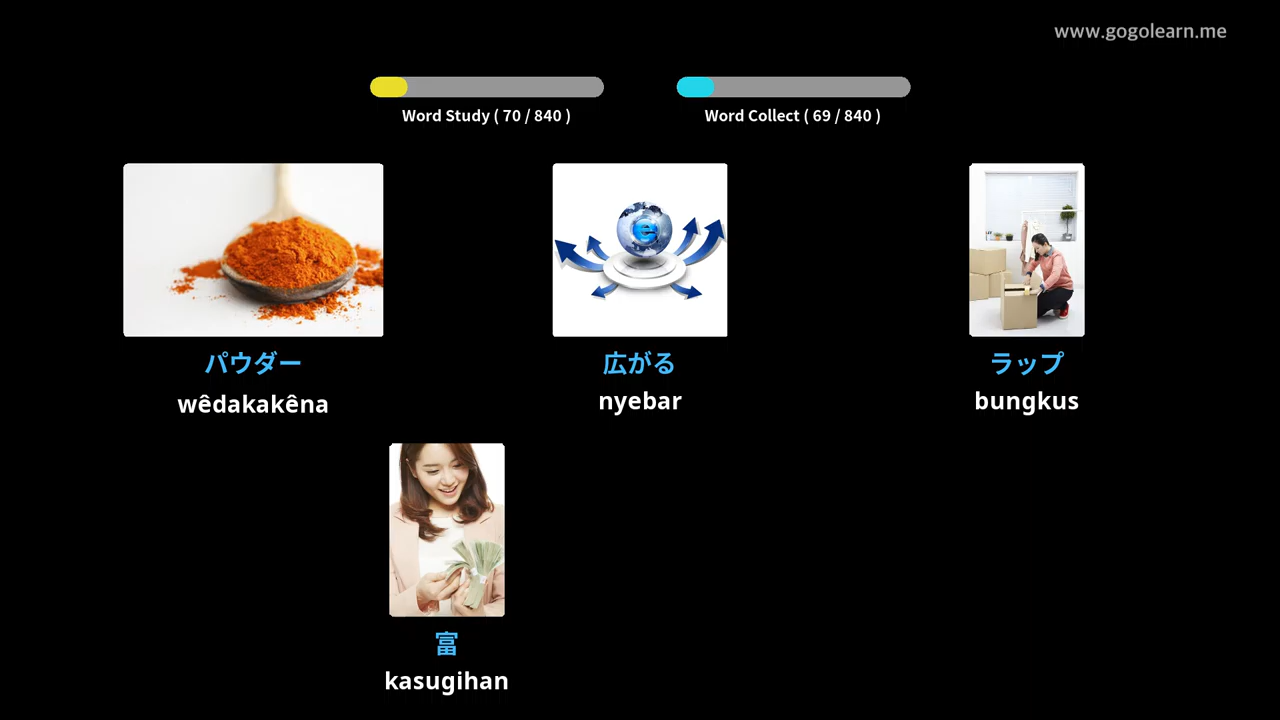 www.gogolearn.me
Word Study ( 70 / 840 )
Word Collect ( 69 / 840 )
パウダー
wêdakakêna
広がる
nyebar
ラップ
bungkus
富
kasugihan